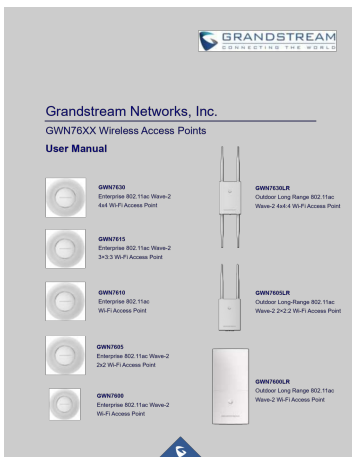 GRANDSTREAM
CONNECTING THE WORLD
Grandstream Networks, Inc.
GWN76XX Wireless Access Points
User Manual
GWN7630
Enterprise 802.11ac Wave-2
4x4 Wi-Fi Access Point
GWN7615
Enterprise 802.11ac Wave-2
3×3:3 Wi-Fi Access Point
GWN7610
Enterprise 802.11ac
Wi-Fi Access Point
GWN7605
Enterprise 802.11ac Wave-2
2x2 Wi-Fi Access Point
GWN7600
Enterprise 802.11ac Wave-2
Wi-Fi Access Point
GWN7630LR
Outdoor Long Range 802.11ac
Wave-2 4x4:4 Wi-Fi Access Point
GWN7605LR
Outdoor Long-Range 802.11ac
Wave-2 2×2:2 Wi-Fi Access Point
GWN7600LR
Outdoor Long Range 802.11ac
Wave-2 Wi-Fi Access Point